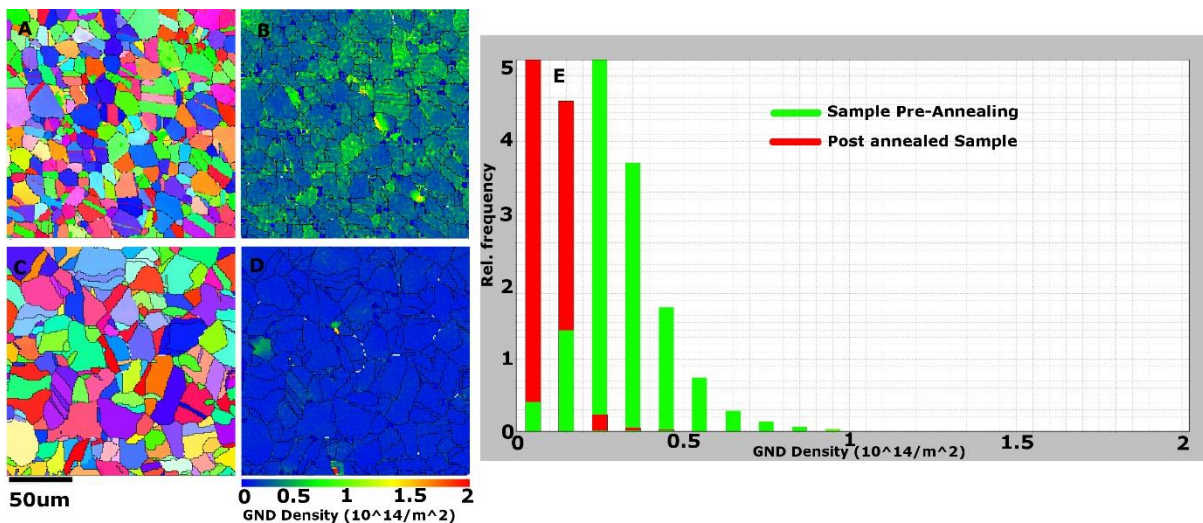 A
B
C
D
50um
0 0.5 1 1.5 2
GND Density (10^14/m^2)
E
Sample Pre-Annealing
Post annealed Sample
Rel. frequency
5
4
3
2
1
0
0 0.5 1 1.5 2
GND Density (10^14/m^2)